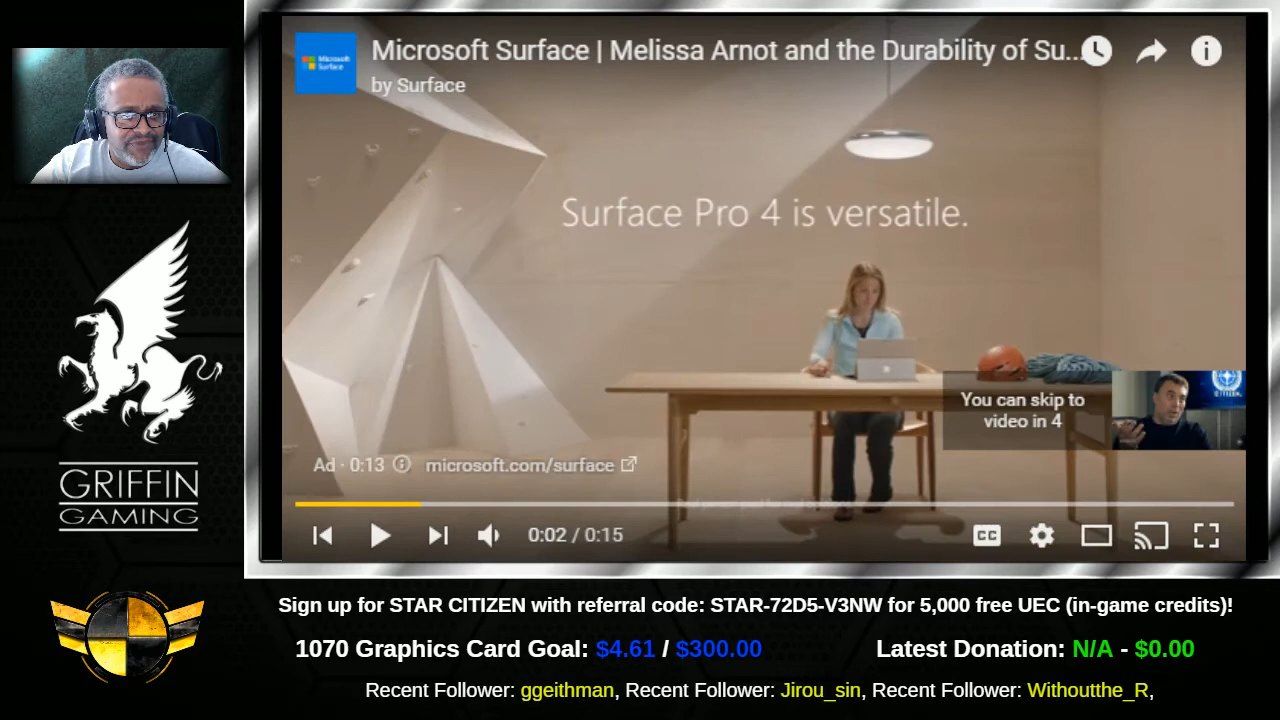 Microsoft Surface
Microsoft Surface | Melissa Arnot and the Durability of Su...
by Surface
Surface Pro 4 is versatile.
You can skip to
video in 4
Ad · 0:13
microsoft.com/surface
0:02 / 0:15
CC
GRIFFIN
GAMING
Sign up for STAR CITIZEN with referral code: STAR-72D5-V3NW for 5,000 free UEC (in-game credits)!
1070 Graphics Card Goal: $4.61 / $300.00
Latest Donation: N/A - $0.00
Recent Follower: ggeithman, Recent Follower: Jirou_sin, Recent Follower: Withoutthe_R,